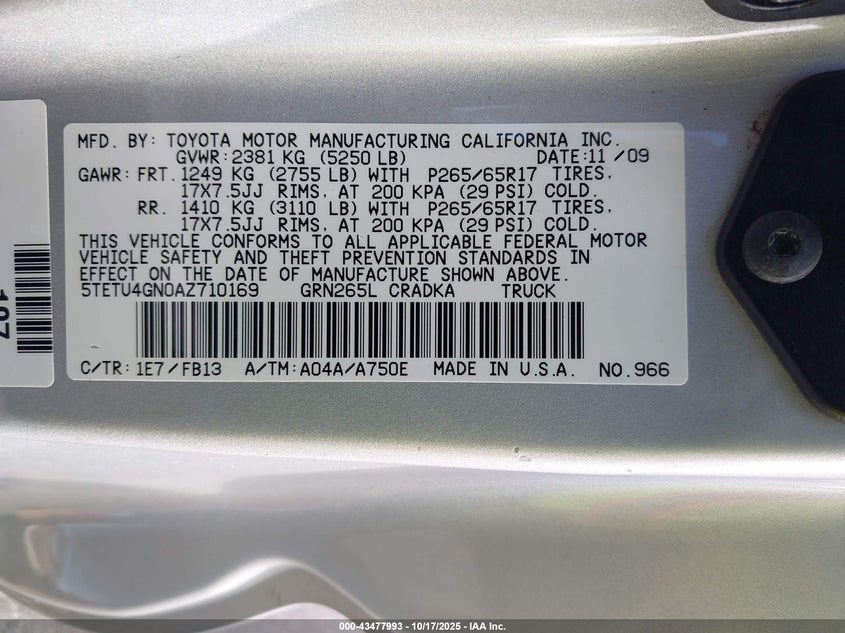 MFD. BY: TOYOTA MOTOR MANUFACTURING CALIFORNIA INC.
GVWR: 2381 KG (5250 LB) DATE: 11 /09
GAWR: FRT. 1249 KG (2755 LB) WITH P265/65R17 TIRES,
17X7.5JJ RIMS, AT 200 KPA (29 PSI) COLD.
RR. 1410 KG (3110 LB) WITH P265/65R17 TIRES,
17X7.5JJ RIMS, AT 200 KPA (29 PSI) COLD.
THIS VEHICLE CONFORMS TO ALL APPLICABLE FEDERAL MOTOR
VEHICLE SAFETY AND THEFT PREVENTION STANDARDS IN
EFFECT ON THE DATE OF MANUFACTURE SHOWN ABOVE.
5TETU4GN0AZ710169 GRN265L CRADKA TRUCK
C/TR: 1E7/FB13 A/TM: A04A/A750E MADE IN U.S.A. NO. 966
000-43477993 | 10/17/2025 - IAA Inc.